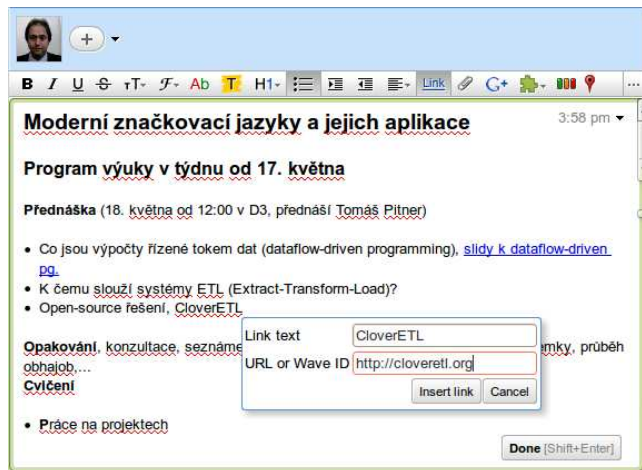 +
B I U S тT Ƒ Ab T H1 Link G+ ...
Moderní značkovací jazyky a jejich aplikace 3:58 pm
Program výuky v týdnu od 17. května
Přednáška (18. května od 12:00 v D3, přednáší Tomáš Pitner)
• Co jsou výpočty řízené tokem dat (dataflow-driven programming), slidy k dataflow-driven
pg.
• K čemu slouží systémy ETL (Extract-Transform-Load)?
• Open-source řešení, CloverETL
Link text CloverETL
Opakování, konzultace, seznáme emky, průběh
URL or Wave ID http://cloveretl.org
obhajob,...
Insert link Cancel
Cvičení
• Práce na projektech
Done [Shift+Enter]